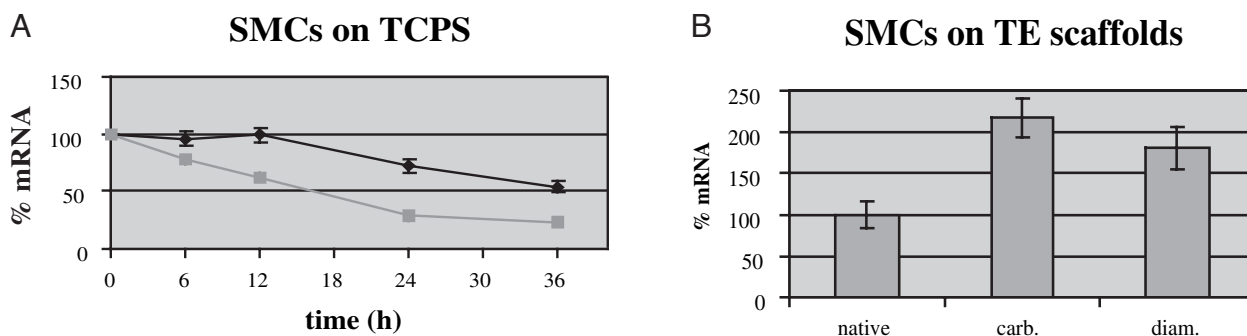 A
SMCs on TCPS
% mRNA
150
100
50
0
0 6 12 18 24 30 36
time (h)
B
SMCs on TE scaffolds
% mRNA
250
200
150
100
50
0
native carb. diam.